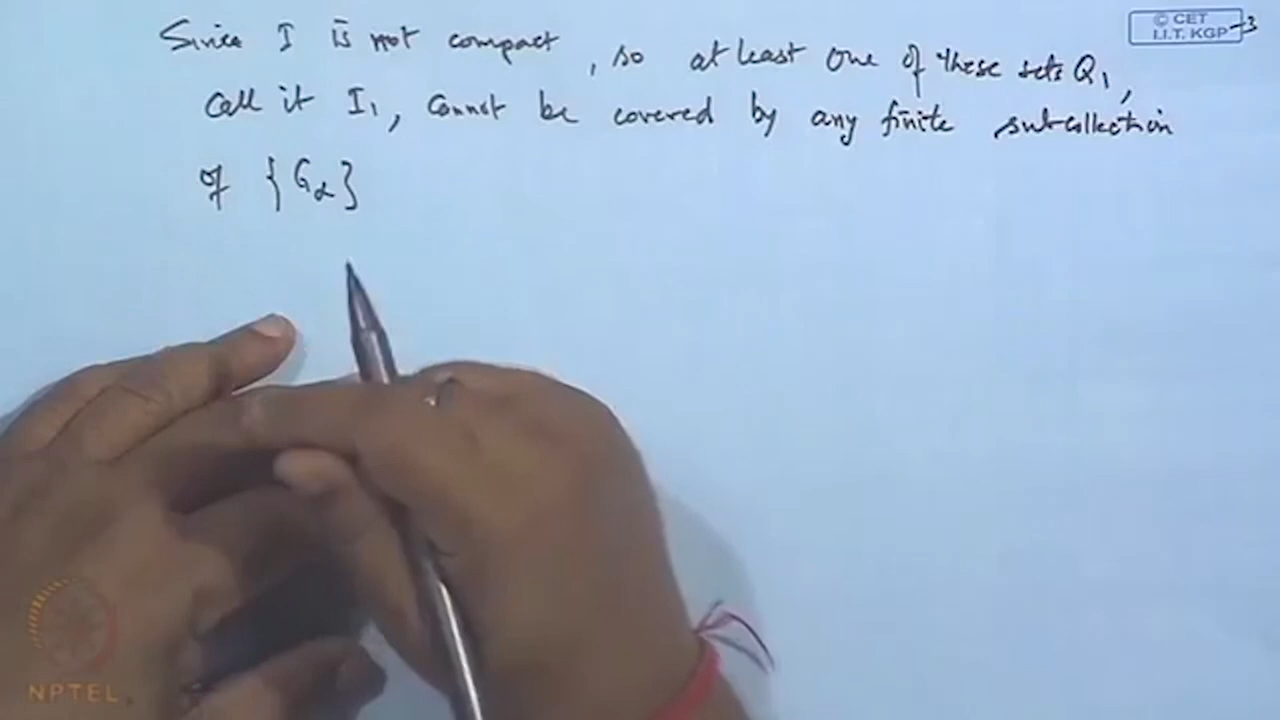 © CET
I.I.T. KGP
Since I is not compact, so at least one of these sets Q1,
call it I1, cannot be covered by any finite subcollection
of {Gα}
NPTEL